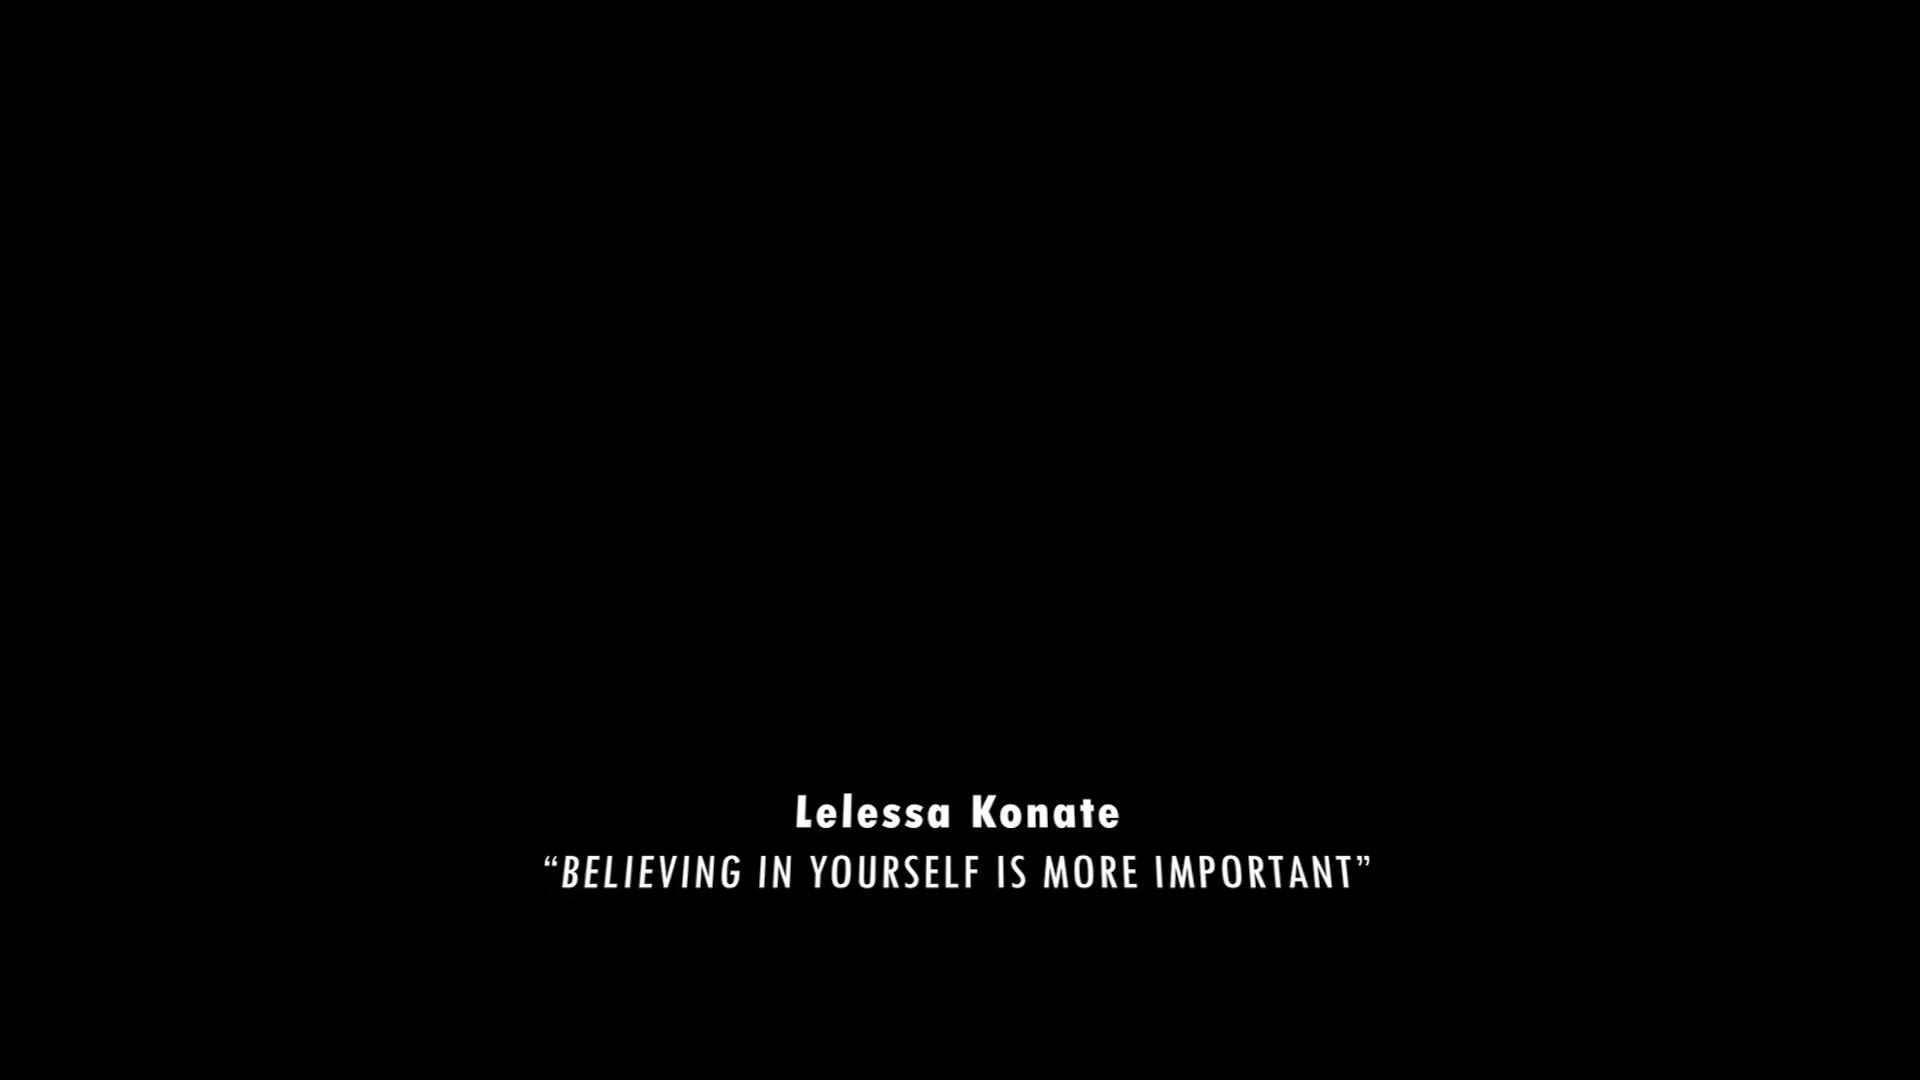 Lelessa Konate
“BELIEVING IN YOURSELF IS MORE IMPORTANT”